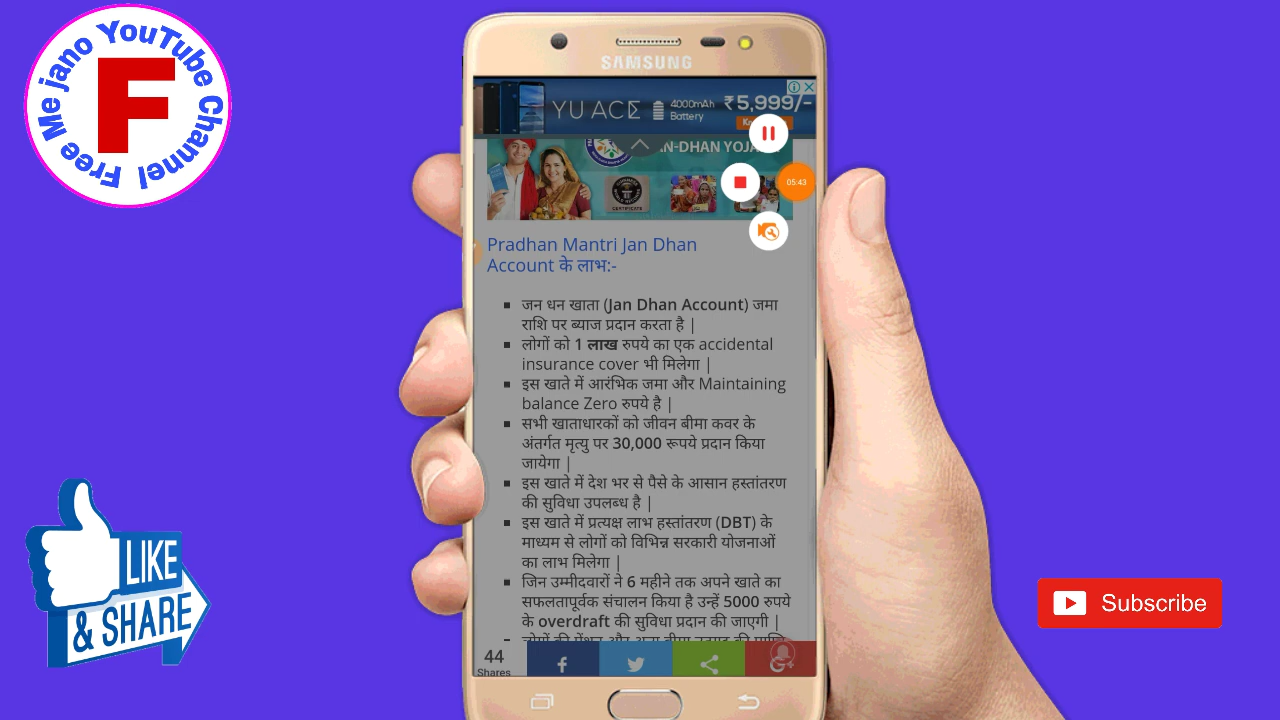 Free Me jano YouTube Channel
F
SAMSUNG
YU ACE
4000mAh
Battery
₹5,999/-
N-DHAN YOJA
CERTIFICATE
05:43
Pradhan Mantri Jan Dhan
Account के लाभ:-
जन धन खाता (Jan Dhan Account) जमा
राशि पर ब्याज प्रदान करता है |
लोगों को 1 लाख रुपये का एक accidental
insurance cover भी मिलेगा |
इस खाते में आरंभिक जमा और Maintaining
balance Zero रुपये है |
सभी खाताधारकों को जीवन बीमा कवर के
अंतर्गत मृत्यु पर 30,000 रूपये प्रदान किया
जायेगा |
इस खाते में देश भर से पैसे के आसान हस्तांतरण
की सुविधा उपलब्ध है |
इस खाते में प्रत्यक्ष लाभ हस्तांतरण (DBT) के
माध्यम से लोगों को विभिन्न सरकारी योजनाओं
का लाभ मिलेगा |
जिन उम्मीदवारों ने 6 महीने तक अपने खाते का
सफलतापूर्वक संचालन किया है उन्हें 5000 रुपये
के overdraft की सुविधा प्रदान की जाएगी |
44
Shares
LIKE
& SHARE
Subscribe